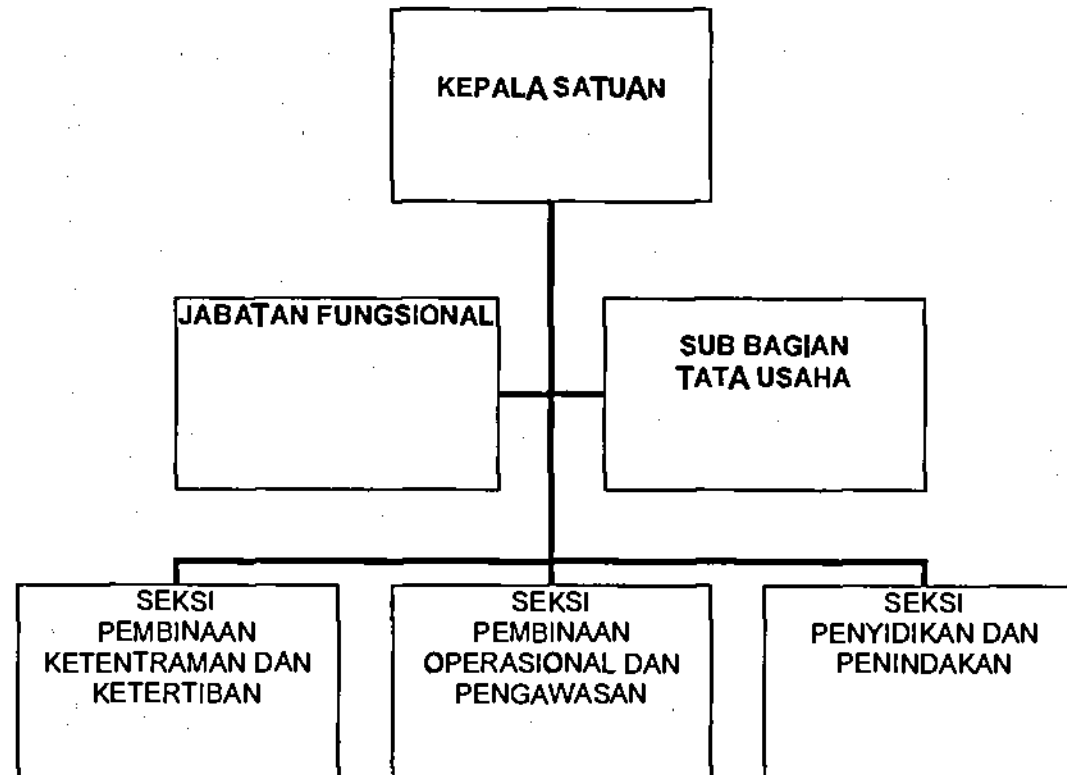 KEPALA SATUAN
JABATAN FUNGSIONAL
SUB BAGIAN
TATA USAHA
SEKSI
PEMBINAAN
KETENTRAMAN DAN
KETERTIBAN
SEKSI
PEMBINAAN
OPERASIONAL DAN
PENGAWASAN
SEKSI
PENYIDIKAN DAN
PENINDAKAN